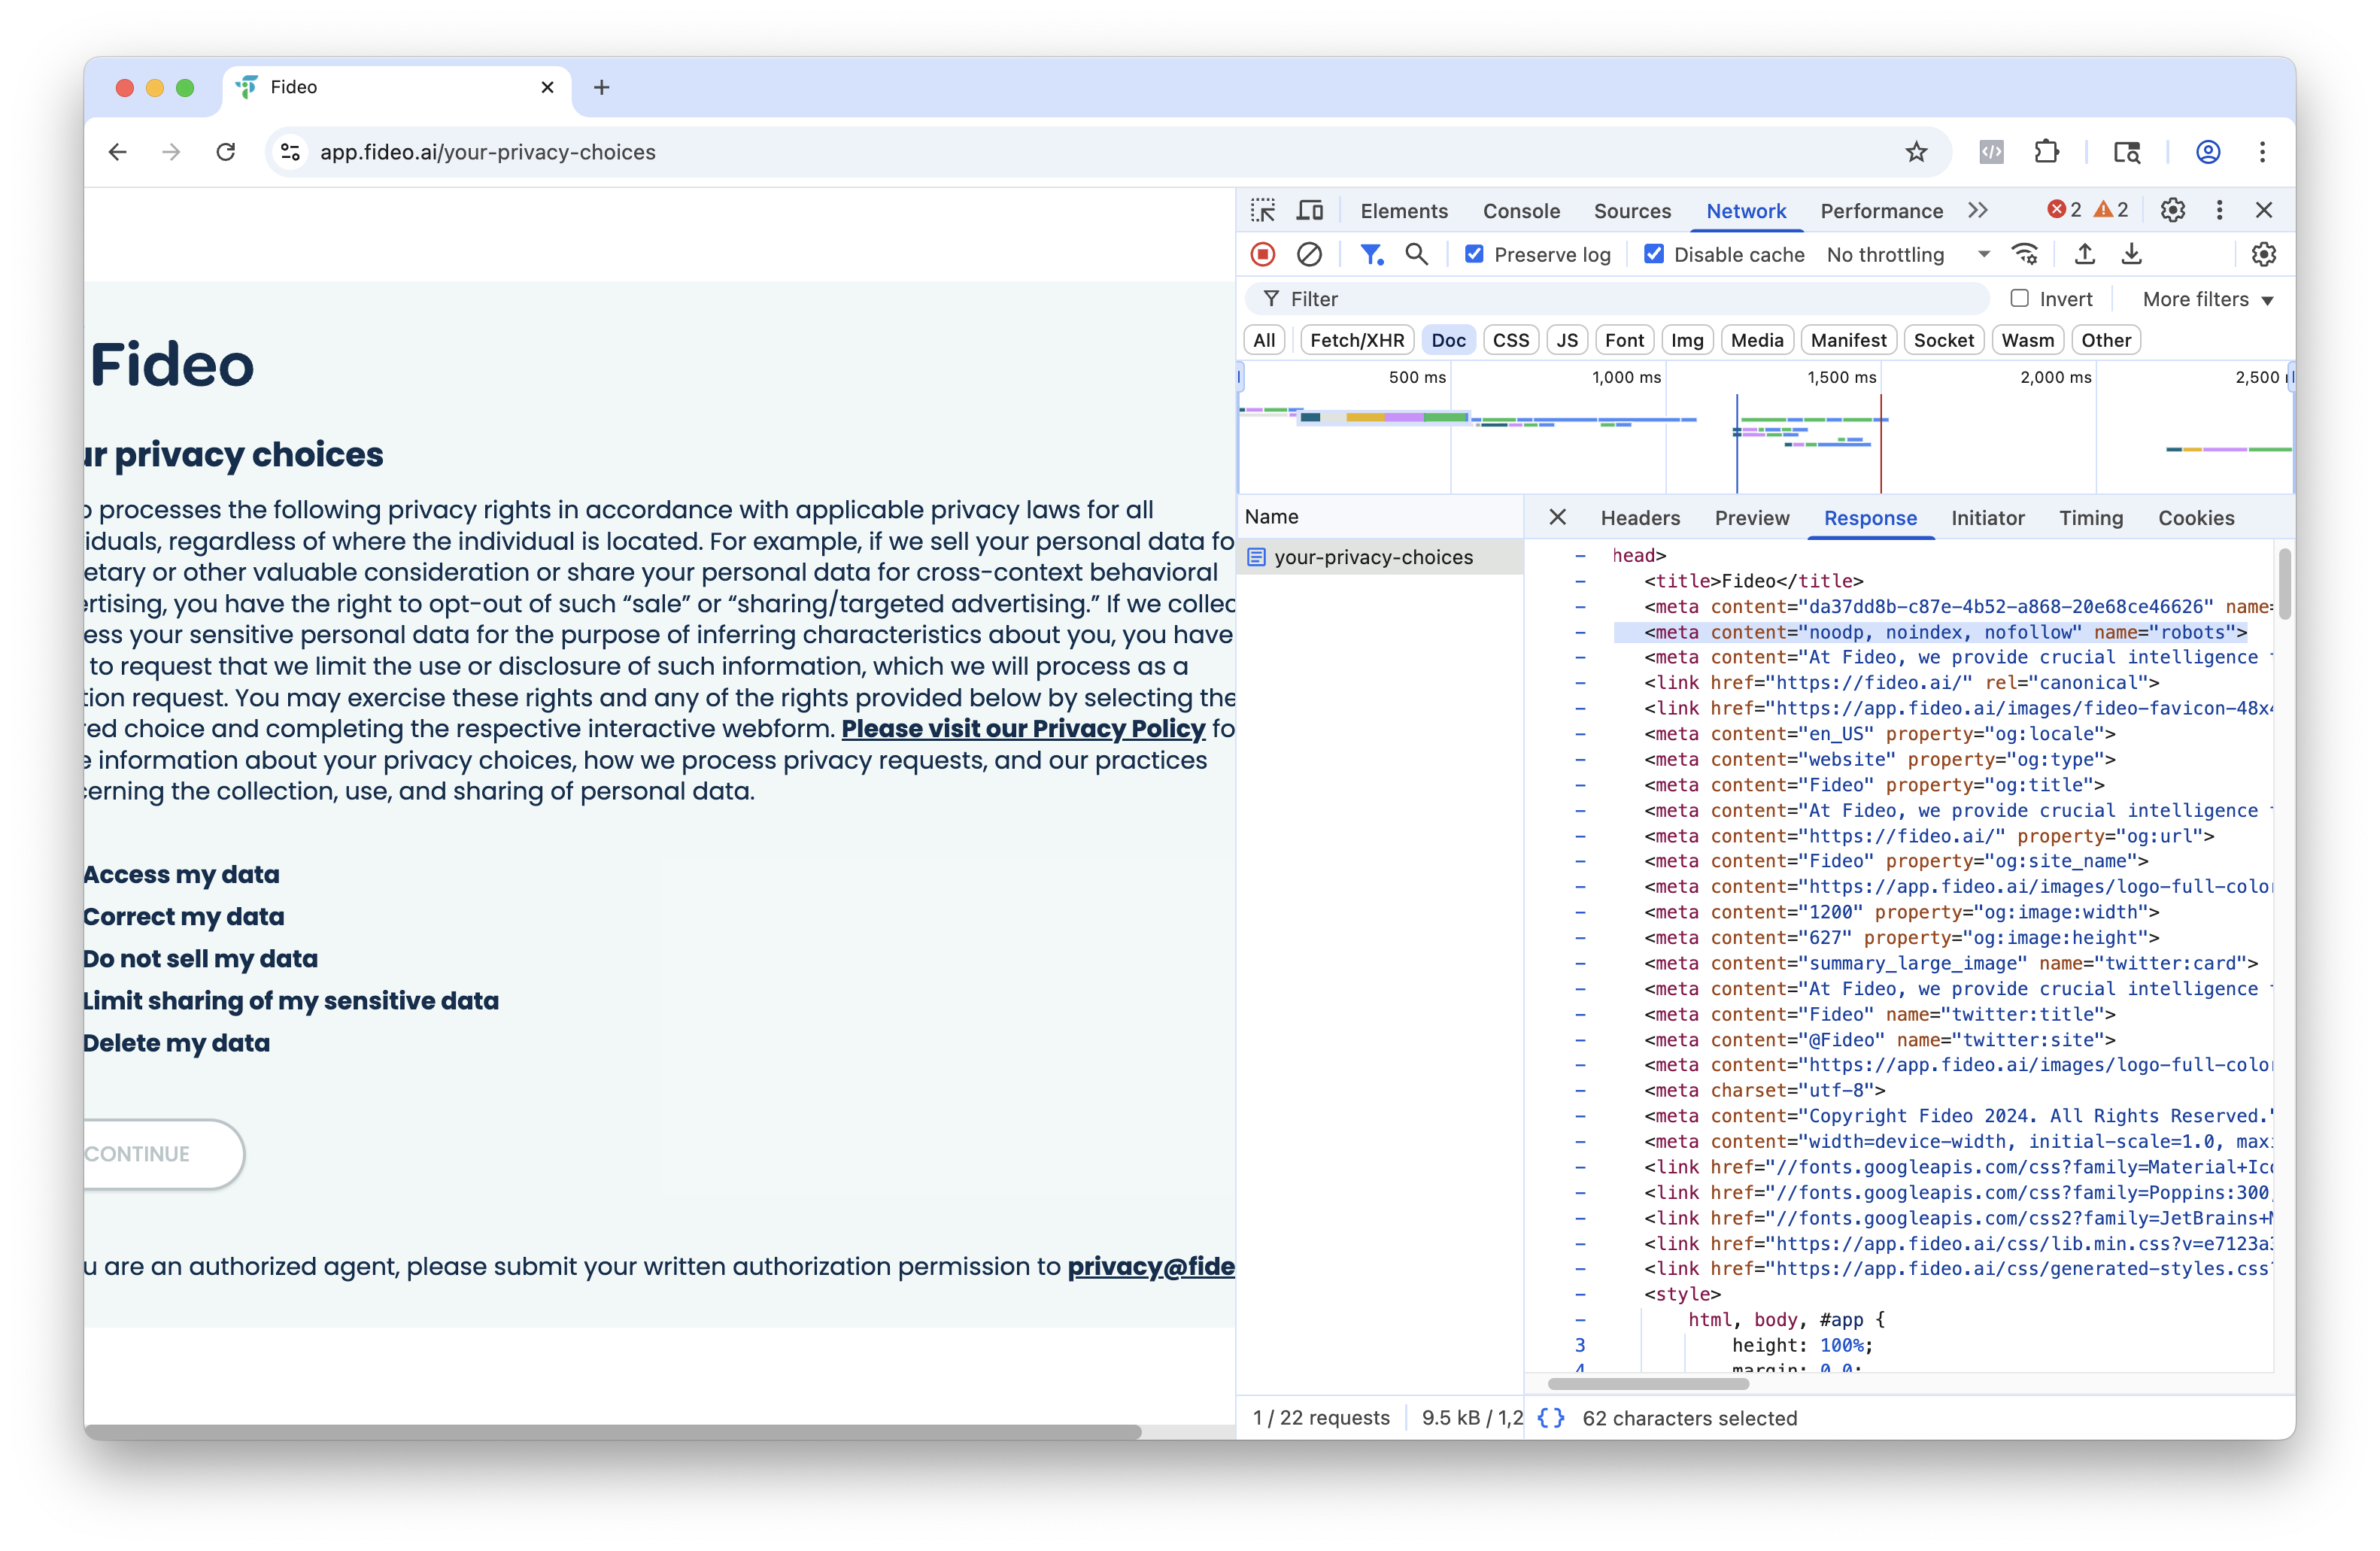 Fideo
app.fideo.ai/your-privacy-choices
Fideo
ur privacy choices
processes the following privacy rights in accordance with applicable privacy laws for all
iduals, regardless of where the individual is located. For example, if we sell your personal data fo
etary or other valuable consideration or share your personal data for cross-context behavioral
ertising, you have the right to opt-out of such “sale” or “sharing/targeted advertising.” If we collec
ess your sensitive personal data for the purpose of inferring characteristics about you, you have
to request that we limit the use or disclosure of such information, which we will process as a
tion request. You may exercise these rights and any of the rights provided below by selecting the
red choice and completing the respective interactive webform. Please visit our Privacy Policy fo
e information about your privacy choices, how we process privacy requests, and our practices
erning the collection, use, and sharing of personal data.
Access my data
Correct my data
Do not sell my data
Limit sharing of my sensitive data
Delete my data
CONTINUE
u are an authorized agent, please submit your written authorization permission to privacy@fide
Elements Console Sources Network Performance 2 2
Preserve log Disable cache No throttling
Filter Invert More filters
All Fetch/XHR Doc CSS JS Font Img Media Manifest Socket Wasm Other
500 ms 1,000 ms 1,500 ms 2,000 ms 2,500
Name
your-privacy-choices
Headers Preview Response Initiator Timing Cookies
– head>
– <title>Fideo</title>
– <meta content="da37dd8b-c87e-4b52-a868-20e68ce46626" name=
– <meta content="noodp, noindex, nofollow" name="robots">
– <meta content="At Fideo, we provide crucial intelligence
– <link href="https://fideo.ai/" rel="canonical">
– <link href="https://app.fideo.ai/images/fideo-favicon-48x4
– <meta content="en_US" property="og:locale">
– <meta content="website" property="og:type">
– <meta content="Fideo" property="og:title">
– <meta content="At Fideo, we provide crucial intelligence
– <meta content="https://fideo.ai/" property="og:url">
– <meta content="Fideo" property="og:site_name">
– <meta content="https://app.fideo.ai/images/logo-full-color
– <meta content="1200" property="og:image:width">
– <meta content="627" property="og:image:height">
– <meta content="summary_large_image" name="twitter:card">
– <meta content="At Fideo, we provide crucial intelligence
– <meta content="Fideo" name="twitter:title">
– <meta content="@Fideo" name="twitter:site">
– <meta content="https://app.fideo.ai/images/logo-full-color
– <meta charset="utf-8">
– <meta content="Copyright Fideo 2024. All Rights Reserved."
– <meta content="width=device-width, initial-scale=1.0, maxi
– <link href="//fonts.googleapis.com/css?family=Material+Ico
– <link href="//fonts.googleapis.com/css?family=Poppins:300,
– <link href="//fonts.googleapis.com/css2?family=JetBrains+M
– <link href="https://app.fideo.ai/css/lib.min.css?v=e7123a3
– <link href="https://app.fideo.ai/css/generated-styles.css?
– <style>
– html, body, #app {
3 height: 100%;
4 margin: 0 0;
1 / 22 requests 9.5 kB / 1,2
{} 62 characters selected